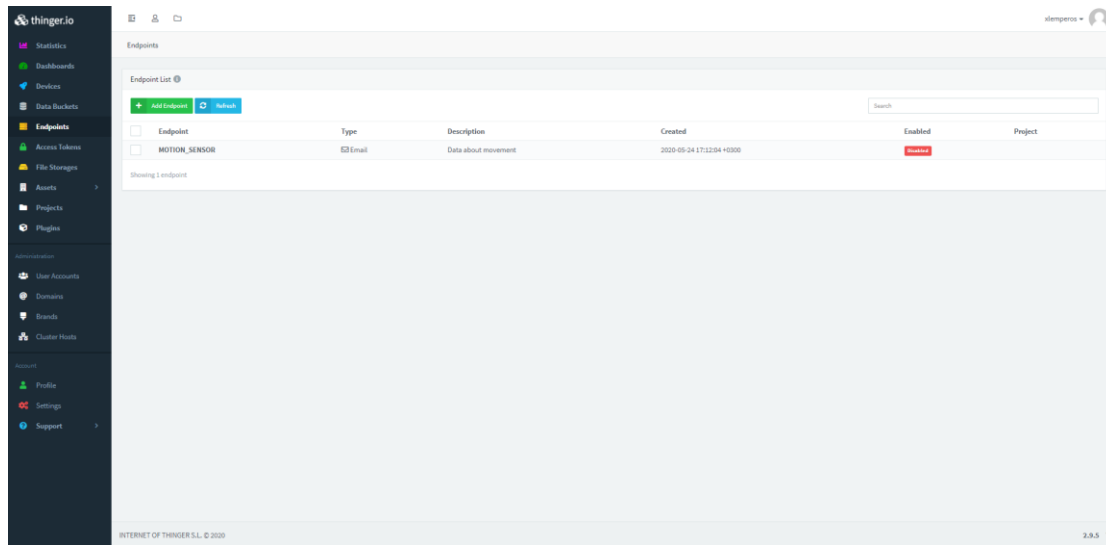 thinger.io
xlemperos
Statistics
Dashboards
Devices
Data Buckets
Endpoints
Access Tokens
File Storages
Assets
Projects
Plugins
Administration
User Accounts
Domains
Brands
Cluster Hosts
Account
Profile
Settings
Support
Endpoints
Endpoint List
Add Endpoint Refresh Search
Endpoint Type Description Created Enabled Project
MOTION_SENSOR Email Data about movement 2020-05-24 17:12:04 +0300 Disabled
Showing 1 endpoint
INTERNET OF THINGER S.L. © 2020 2.9.5